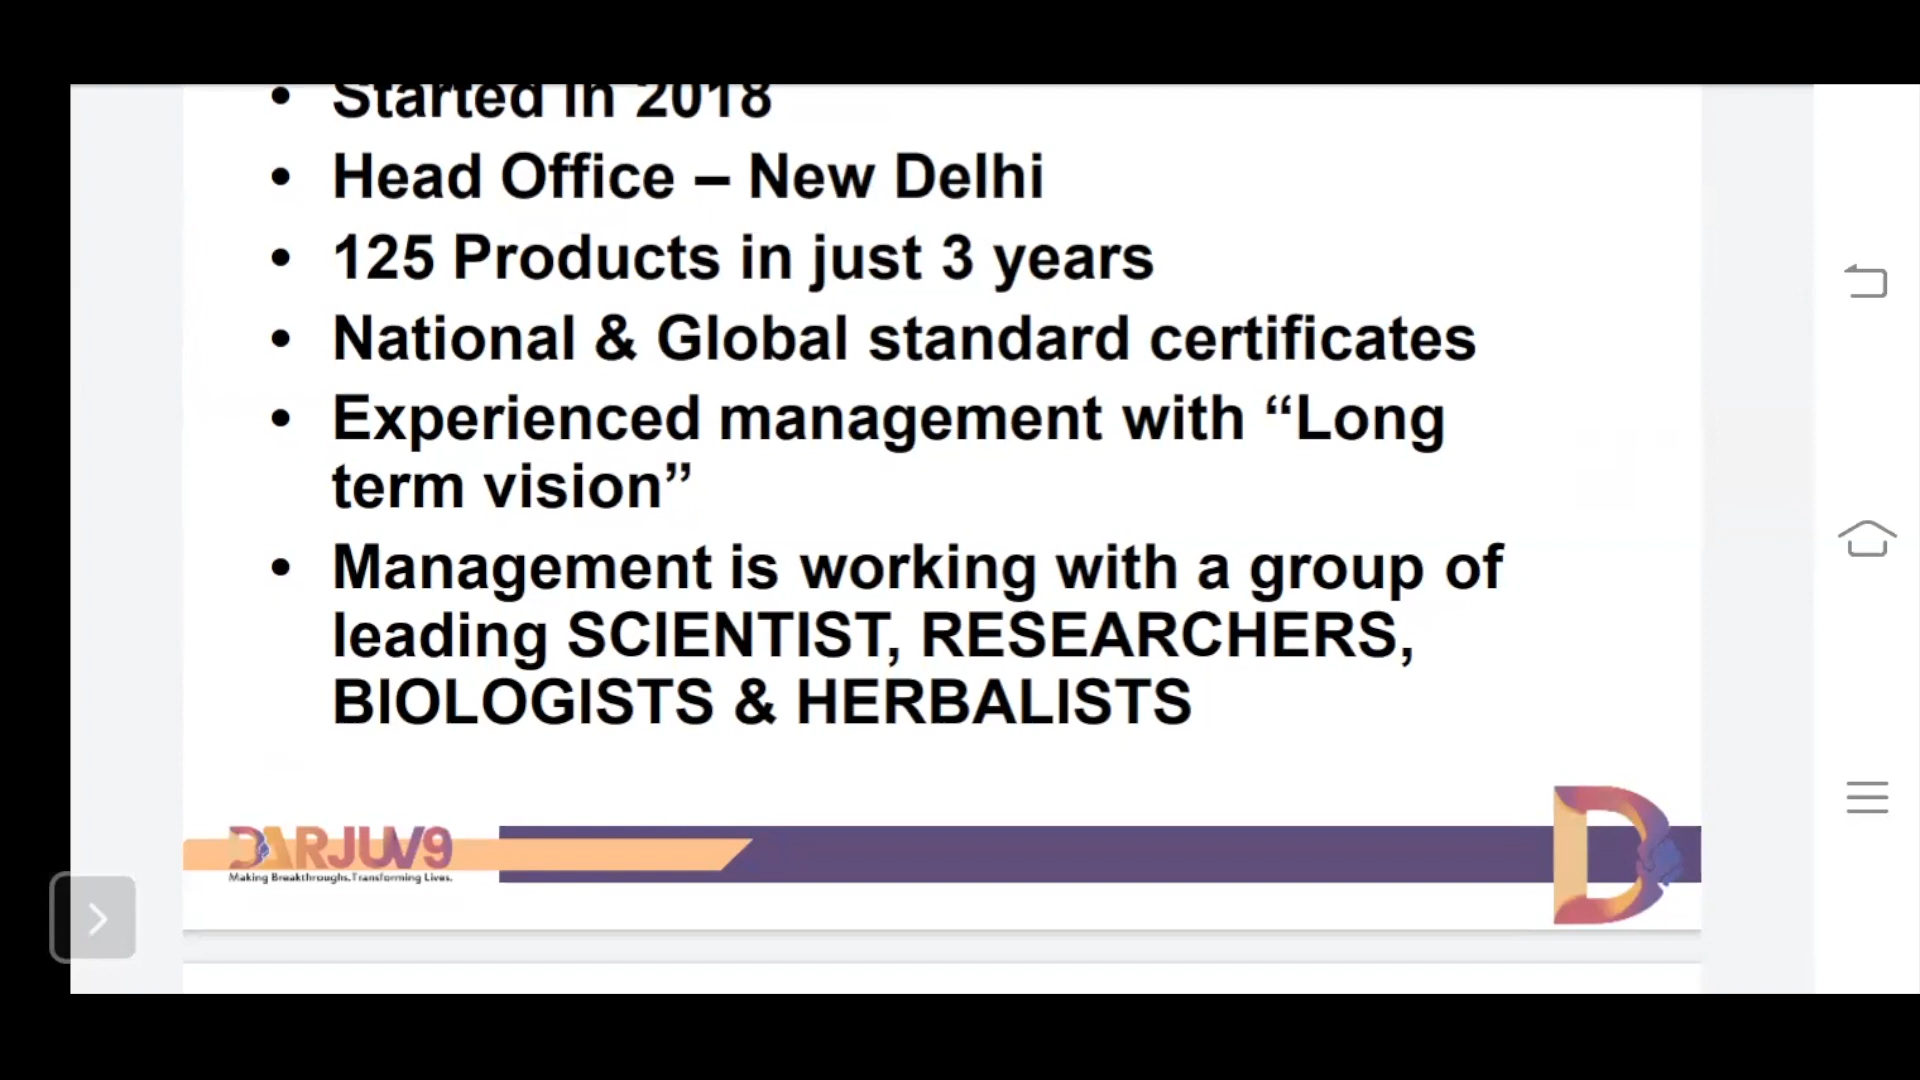 • Started in 2018
• Head Office – New Delhi
• 125 Products in just 3 years
• National & Global standard certificates
• Experienced management with “Long
term vision”
• Management is working with a group of
leading SCIENTIST, RESEARCHERS,
BIOLOGISTS & HERBALISTS
DARJUV9
Making Breakthroughs.Transforming Lives.
D